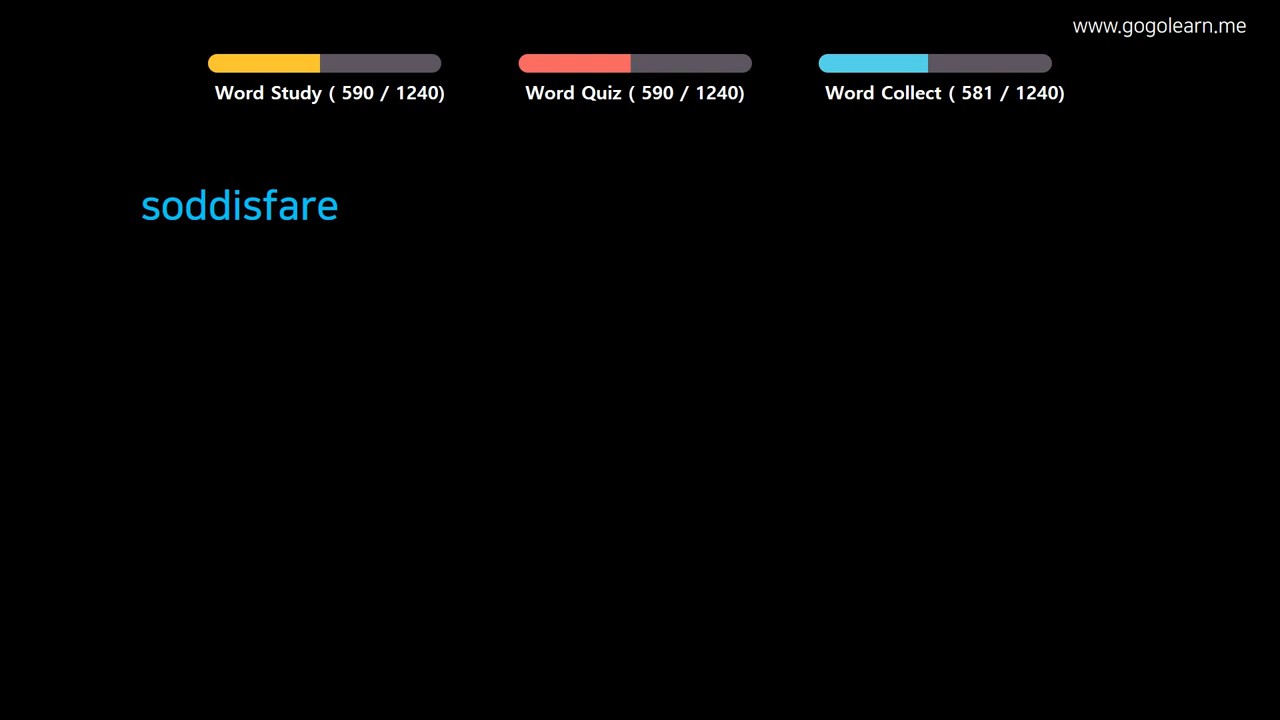 www.gogolearn.me
Word Study ( 590 / 1240)
Word Quiz ( 590 / 1240)
Word Collect ( 581 / 1240)
soddisfare